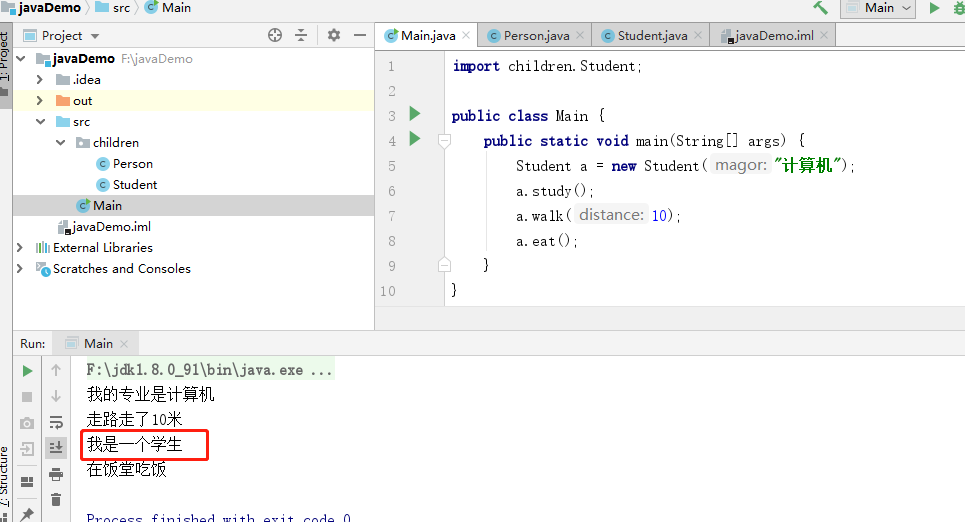 javaDemo src Main
Main
Project
Main.java Person.java Student.java javaDemo.iml
1: Project
javaDemo F:\javaDemo
.idea
out
src
children
Person
Student
Main
javaDemo.iml
External Libraries
Scratches and Consoles
1 import children.Student;
2
3 public class Main {
4 public static void main(String[] args) {
5 Student a = new Student( magor: "计算机");
6 a.study();
7 a.walk( distance: 10);
8 a.eat();
9 }
10 }
Run: Main
F:\jdk1.8.0_91\bin\java.exe ...
我的专业是计算机
走路走了10米
我是一个学生
在饭堂吃饭
Process finished with exit code 0
7: Structure